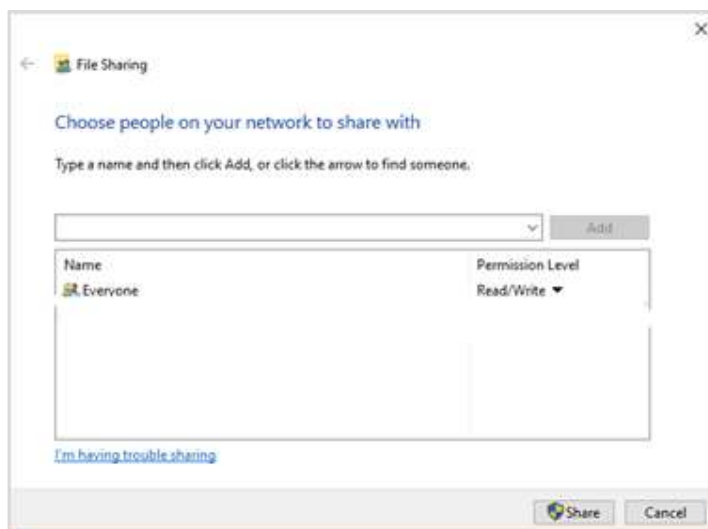 File Sharing
Choose people on your network to share with
Type a name and then click Add, or click the arrow to find someone.
Add
Name Permission Level
Everyone Read/Write
I'm having trouble sharing
Share Cancel